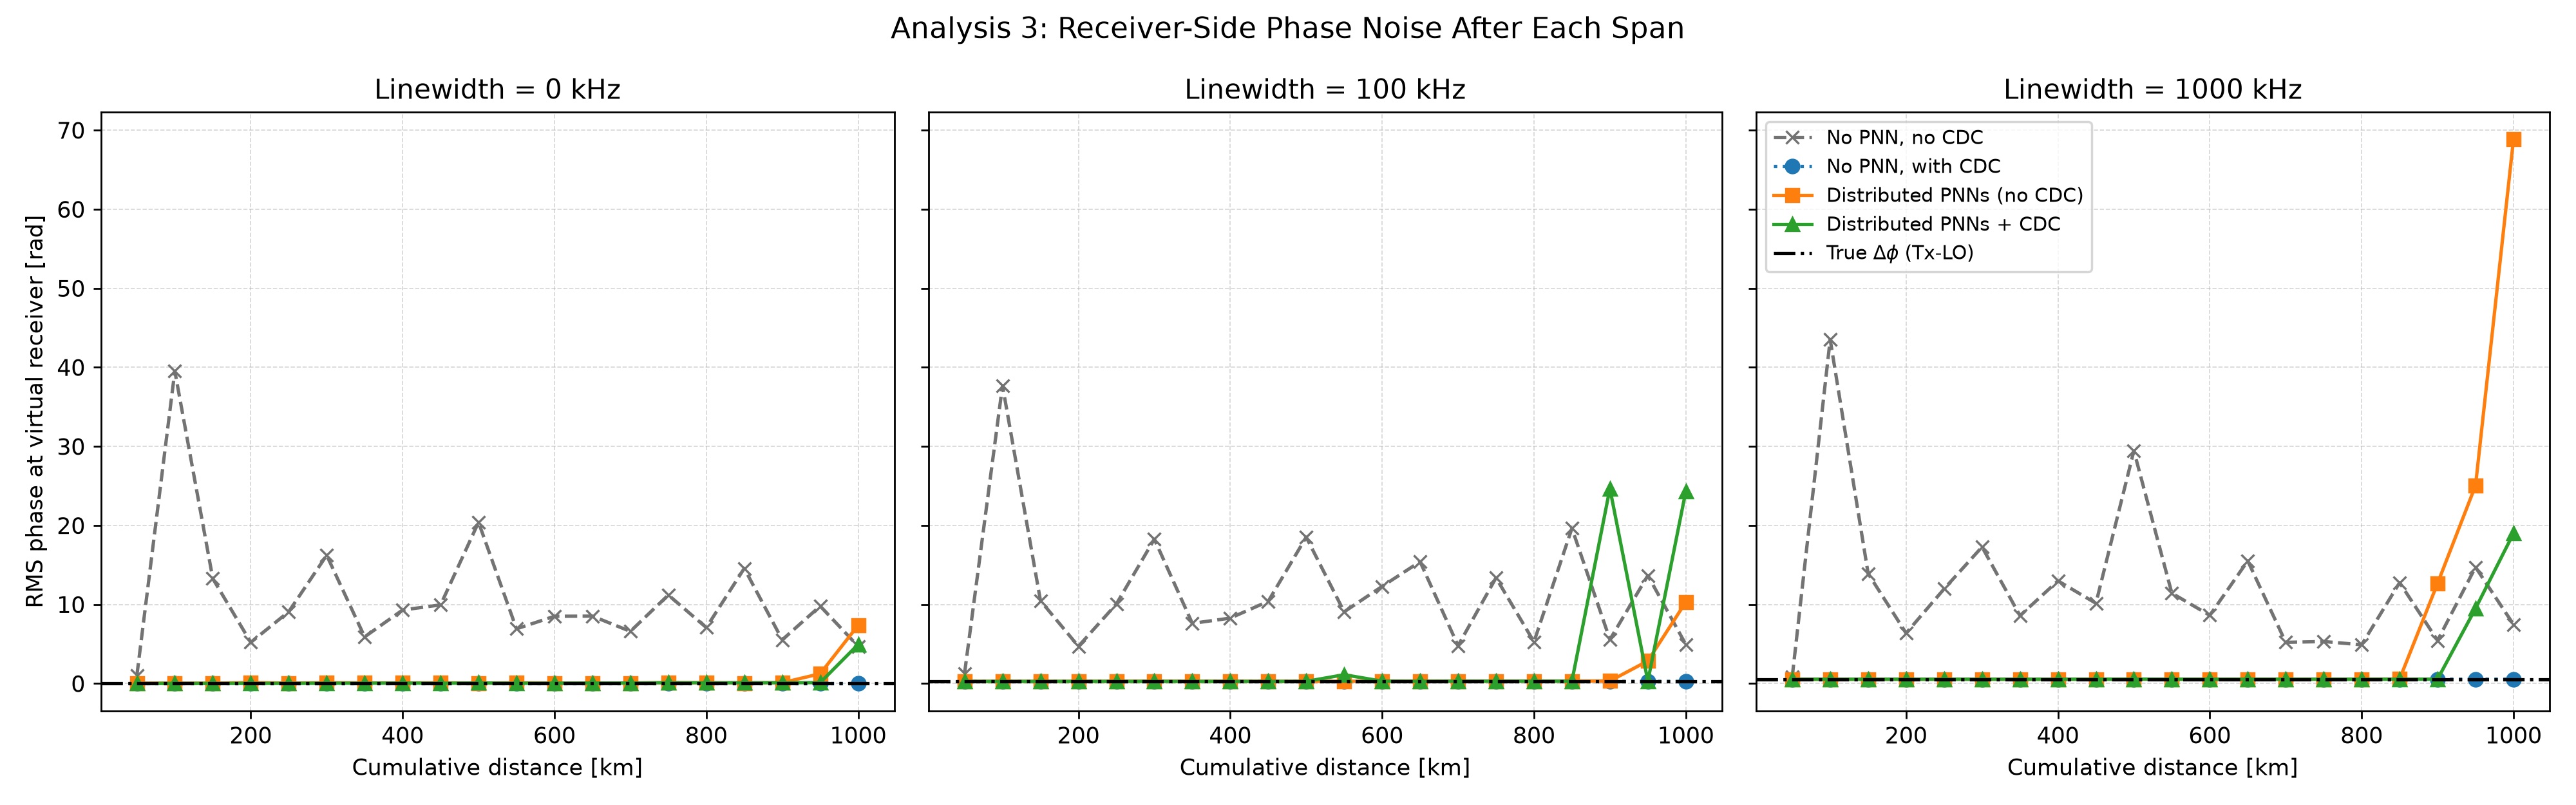 Analysis 3: Receiver-Side Phase Noise After Each Span
Linewidth = 0 kHz
Linewidth = 100 kHz
Linewidth = 1000 kHz
RMS phase at virtual receiver [rad]
70
60
50
40
30
20
10
0
No PNN, no CDC
No PNN, with CDC
Distributed PNNs (no CDC)
Distributed PNNs + CDC
True Δϕ (Tx-LO)
200 400 600 800 1000
200 400 600 800 1000
200 400 600 800 1000
Cumulative distance [km]
Cumulative distance [km]
Cumulative distance [km]